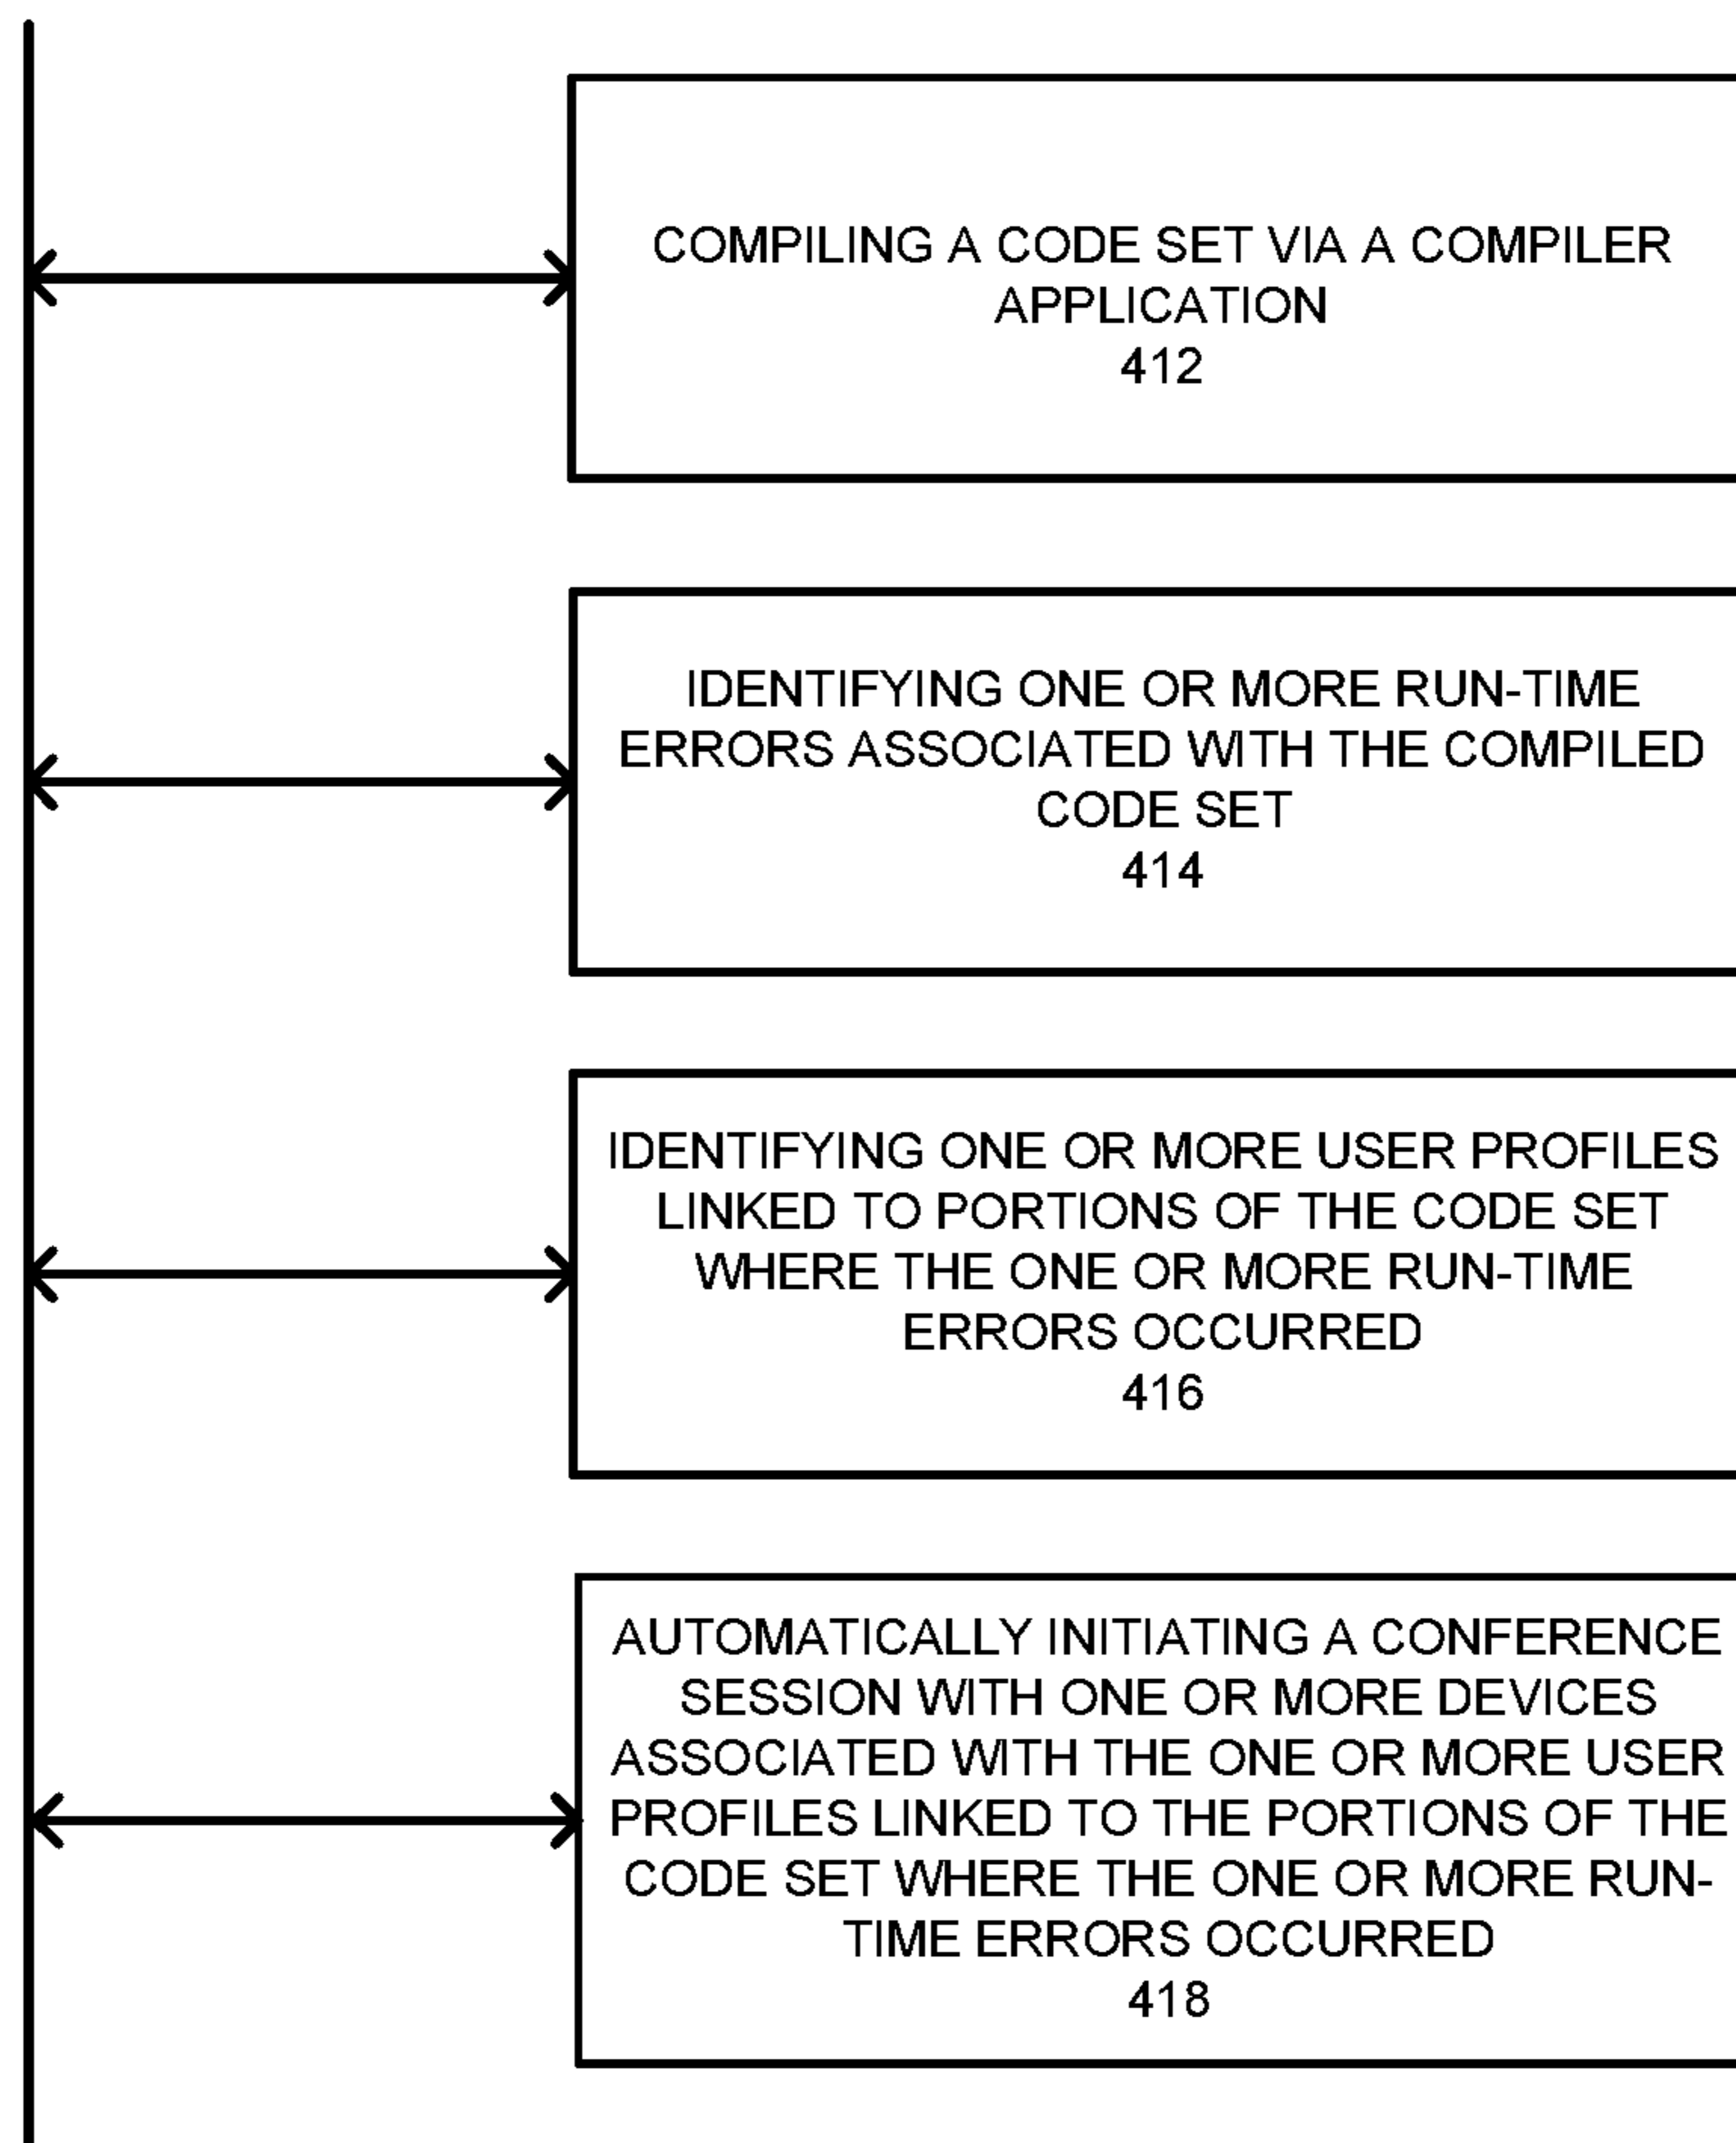 COMPILING A CODE SET VIA A COMPILER
APPLICATION
412
IDENTIFYING ONE OR MORE RUN-TIME
ERRORS ASSOCIATED WITH THE COMPILED
CODE SET
414
IDENTIFYING ONE OR MORE USER PROFILES
LINKED TO PORTIONS OF THE CODE SET
WHERE THE ONE OR MORE RUN-TIME
ERRORS OCCURRED
416
AUTOMATICALLY INITIATING A CONFERENCE
SESSION WITH ONE OR MORE DEVICES
ASSOCIATED WITH THE ONE OR MORE USER
PROFILES LINKED TO THE PORTIONS OF THE
CODE SET WHERE THE ONE OR MORE RUN-
TIME ERRORS OCCURRED
418